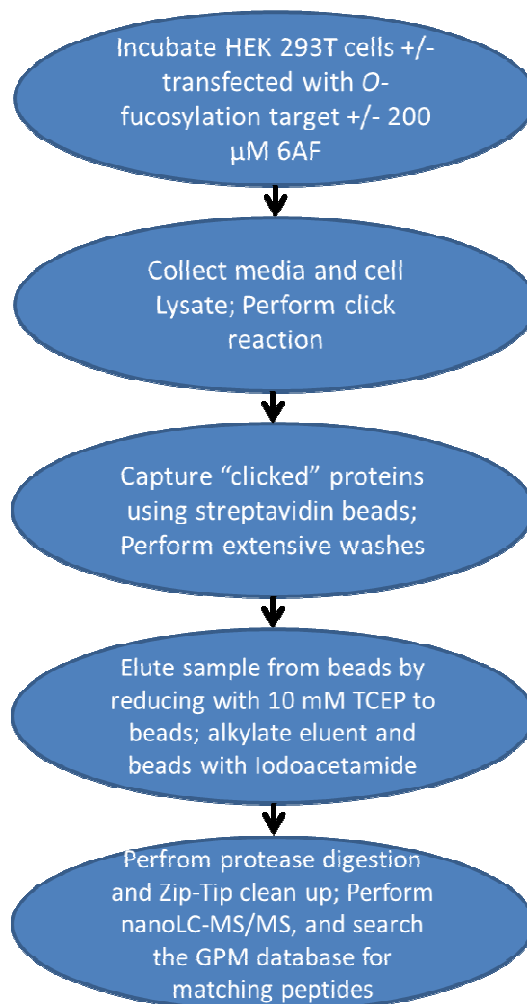 Incubate HEK 293T cells +/-
transfected with O-
fucosylation target +/- 200
µM 6AF
Collect media and cell
Lysate; Perform click
reaction
Capture “clicked” proteins
using streptavidin beads;
Perform extensive washes
Elute sample from beads by
reducing with 10 mM TCEP to
beads; alkylate eluent and
beads with Iodoacetamide
Perfrom protease digestion
and Zip-Tip clean up; Perform
nanoLC-MS/MS, and search
the GPM database for
matching peptides